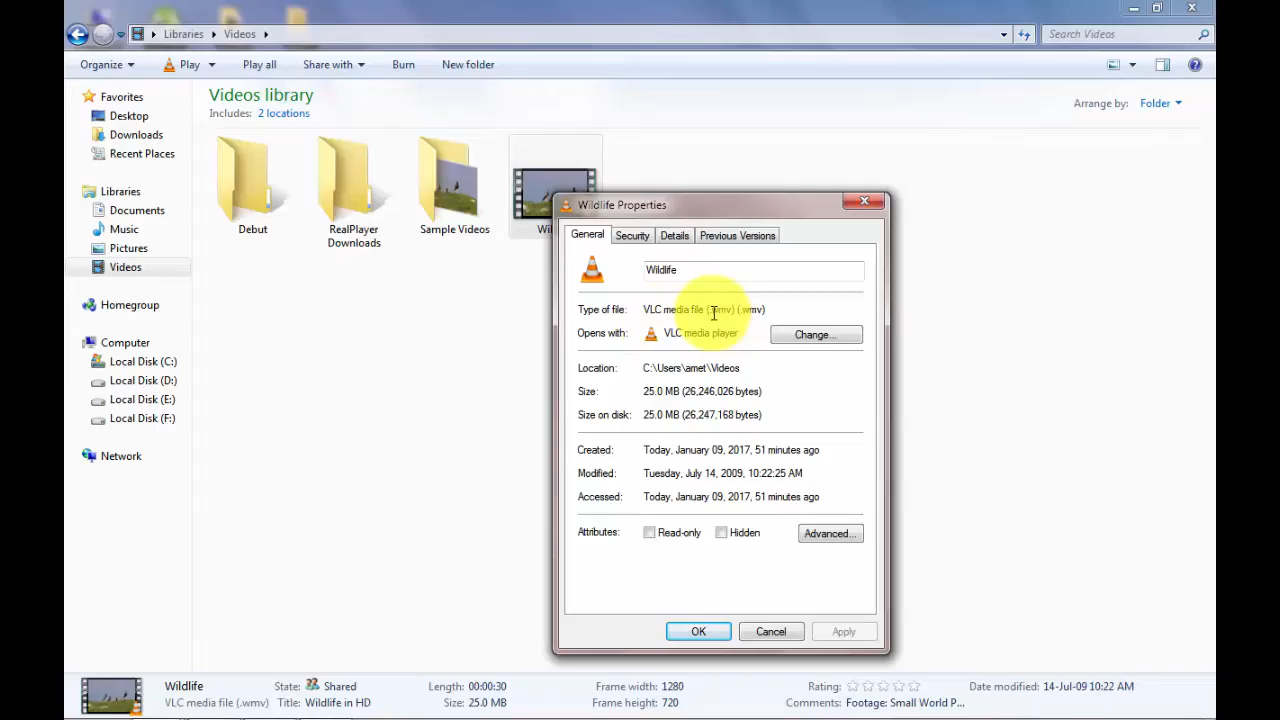 Libraries Videos Search Videos
Organize Play Play all Share with Burn New folder
Favorites
Desktop
Downloads
Recent Places
Libraries
Documents
Music
Pictures
Videos
Homegroup
Computer
Local Disk (C:)
Local Disk (D:)
Local Disk (E:)
Local Disk (F:)
Network
Videos library
Includes: 2 locations
Arrange by: Folder
Debut
RealPlayer
Downloads
Sample Videos
Wildlife Properties
General Security Details Previous Versions
Wildlife
Type of file: VLC media file (.wmv) (.wmv)
Opens with: VLC media player Change...
Location: C:\Users\amet\Videos
Size: 25.0 MB (26,246,026 bytes)
Size on disk: 25.0 MB (26,247,168 bytes)
Created: Today, January 09, 2017, 51 minutes ago
Modified: Tuesday, July 14, 2009, 10:22:25 AM
Accessed: Today, January 09, 2017, 51 minutes ago
Attributes: Read-only Hidden Advanced...
OK Cancel Apply
Wildlife State: Shared Length: 00:00:30 Frame width: 1280 Rating: Date modified: 14-Jul-09 10:22 AM
VLC media file (.wmv) Title: Wildlife in HD Size: 25.0 MB Frame height: 720 Comments: Footage: Small World P...